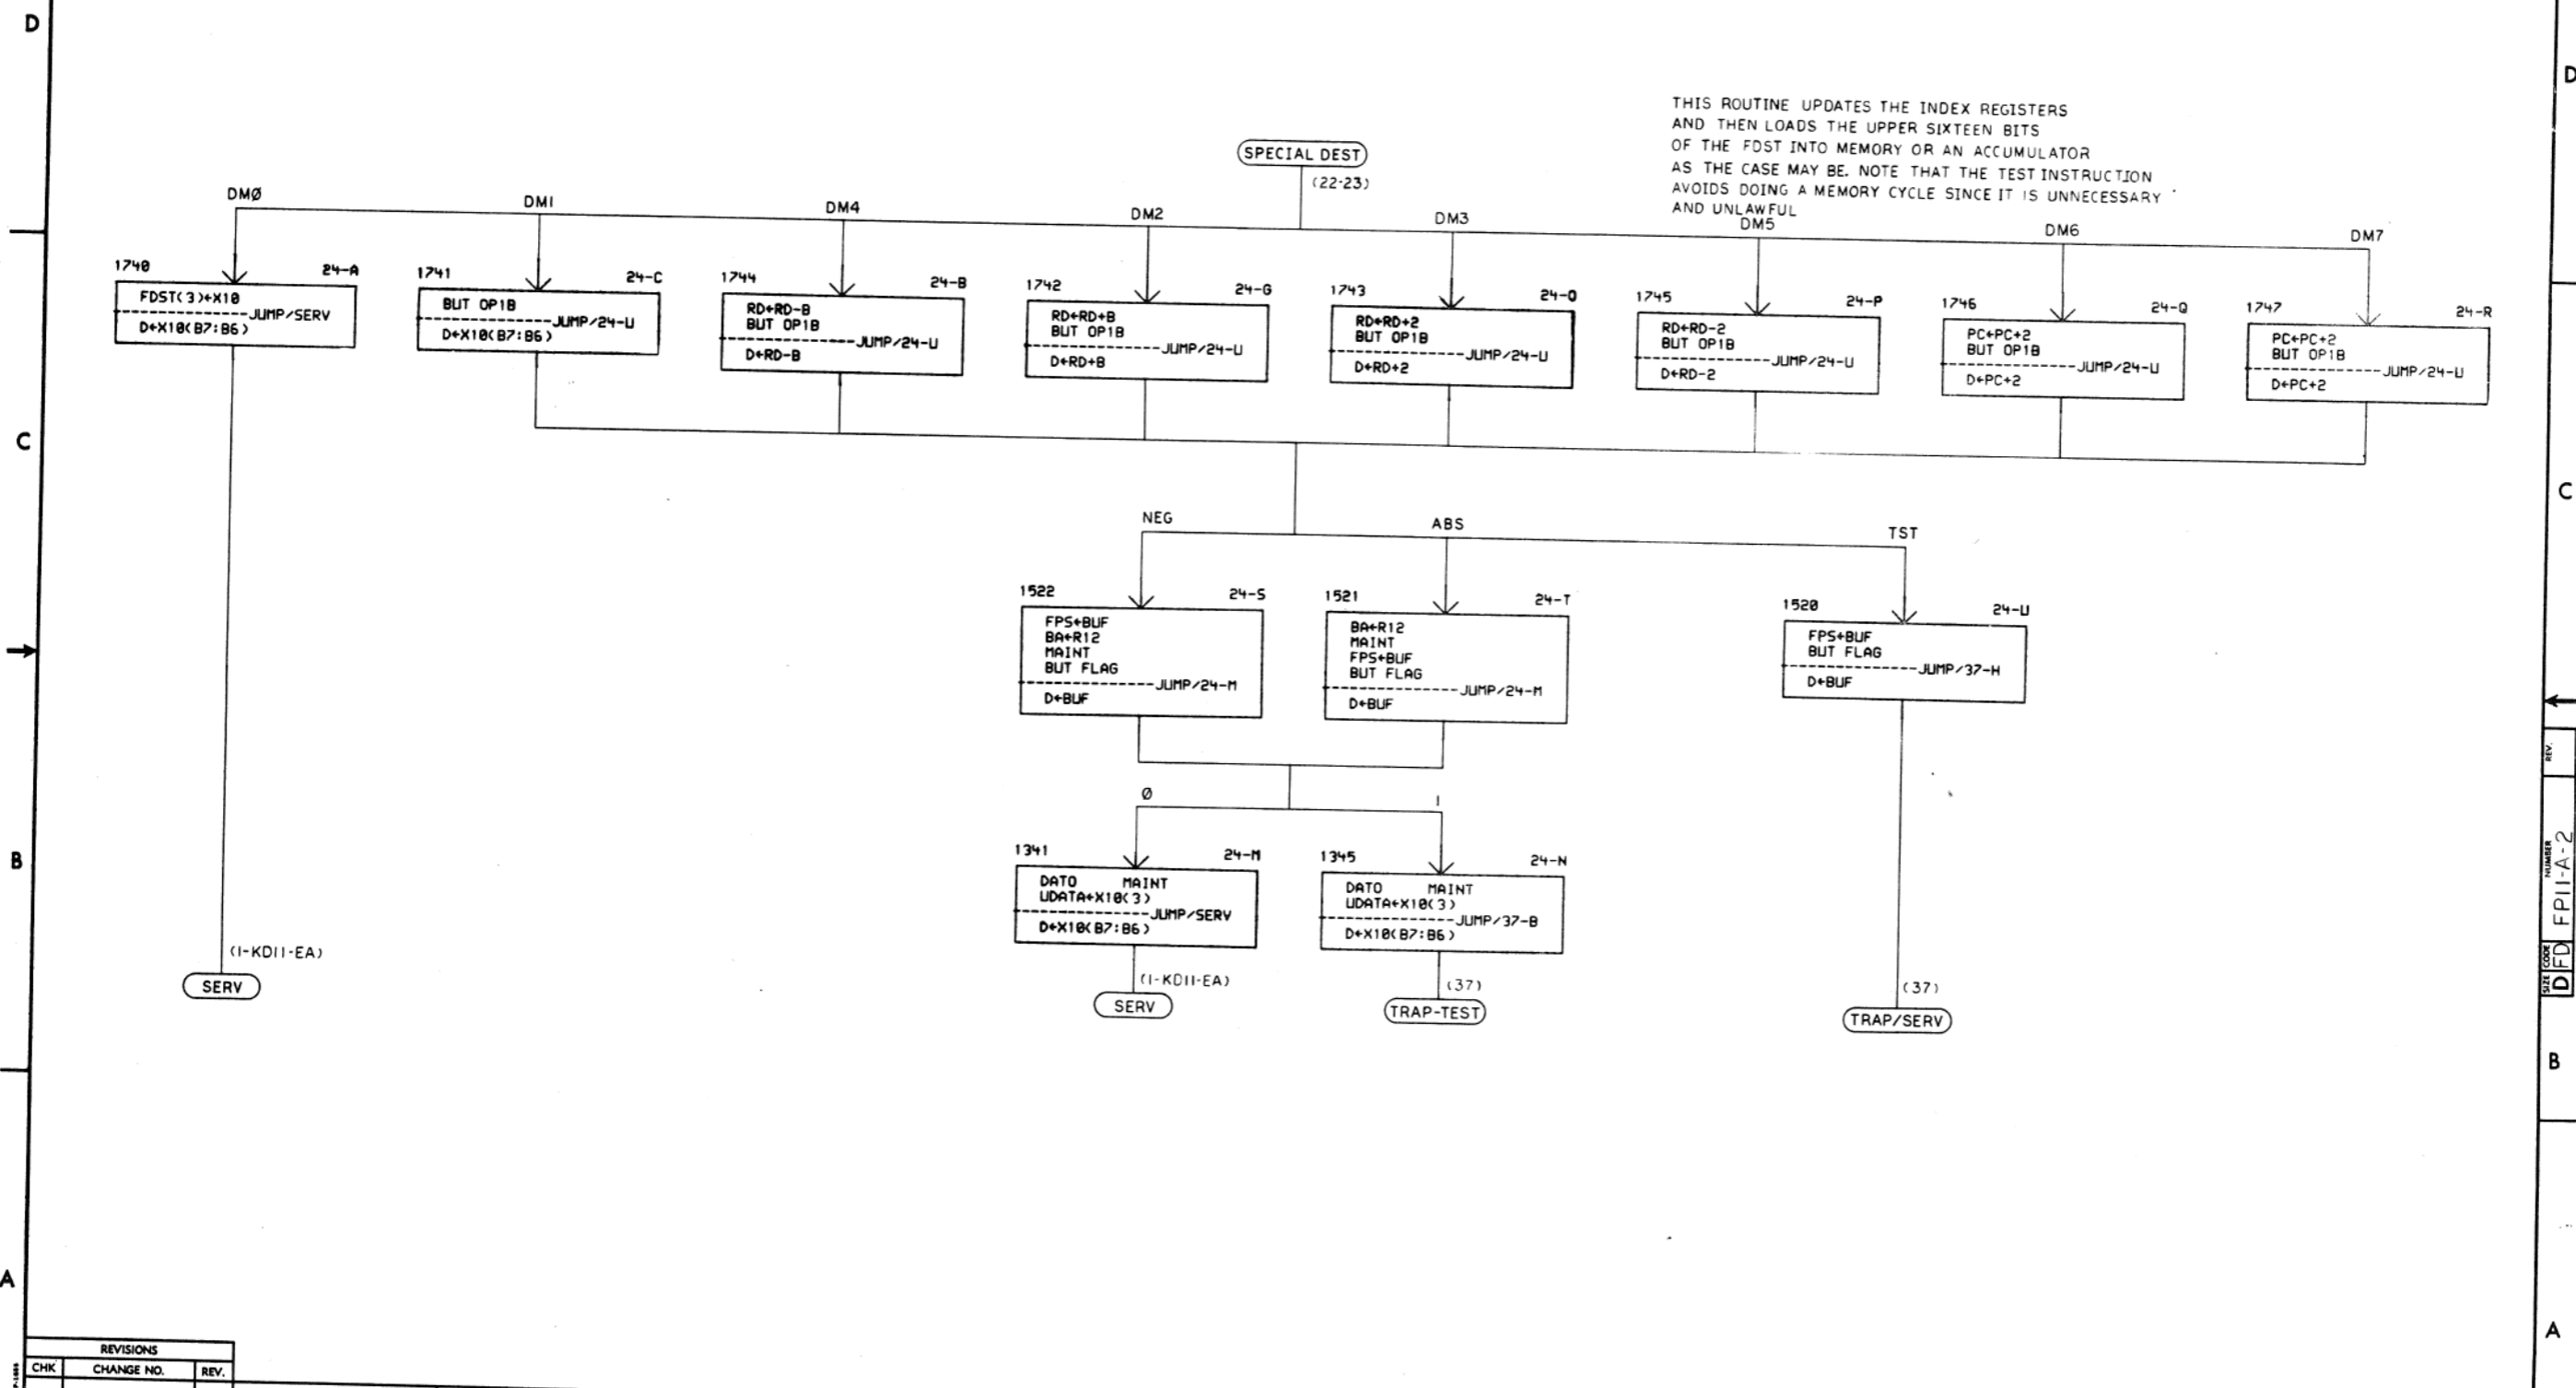 D
D
THIS ROUTINE UPDATES THE INDEX REGISTERS
AND THEN LOADS THE UPPER SIXTEEN BITS
OF THE FDST INTO MEMORY OR AN ACCUMULATOR
AS THE CASE MAY BE. NOTE THAT THE TEST INSTRUCTION
AVOIDS DOING A MEMORY CYCLE SINCE IT IS UNNECESSARY
AND UNLAWFUL
SPECIAL DEST
(22-23)
DMØ
DM1
DM4
DM2
DM3
DM5
DM6
DM7
1740 24-A
FDST(3)←X10
JUMP/SERV
D←X10(B7:B6)
1741 24-C
BUT OP1B
JUMP/24-U
D←X10(B7:B6)
1744 24-B
RD←RD-B
BUT OP1B
JUMP/24-U
D←RD-B
1742 24-G
RD←RD+B
BUT OP1B
JUMP/24-U
D←RD+B
1743 24-O
RD←RD+2
BUT OP1B
JUMP/24-U
D←RD+2
1745 24-P
RD←RD-2
BUT OP1B
JUMP/24-U
D←RD-2
1746 24-Q
PC←PC+2
BUT OP1B
JUMP/24-U
D←PC+2
1747 24-R
PC←PC+2
BUT OP1B
JUMP/24-U
D←PC+2
C
C
NEG
ABS
TST
1522 24-S
FPS←BUF
BA←R12
MAINT
BUT FLAG
JUMP/24-M
D←BUF
1521 24-T
BA←R12
MAINT
FPS←BUF
BUT FLAG
JUMP/24-M
D←BUF
1520 24-U
FPS←BUF
BUT FLAG
JUMP/37-H
D←BUF
Ø
1
B
1341 24-M
DATO MAINT
UDATA←X10(3)
JUMP/SERV
D←X10(B7:B6)
1345 24-N
DATO MAINT
UDATA←X10(3)
JUMP/37-B
D←X10(B7:B6)
(1-KD11-EA)
SERV
(1-KD11-EA)
SERV
(37)
TRAP-TEST
(37)
TRAP/SERV
REV.
NUMBER
FP11-A-2
SIZE CODE
D FD
B
A
A
REVISIONS
CHK CHANGE NO. REV.